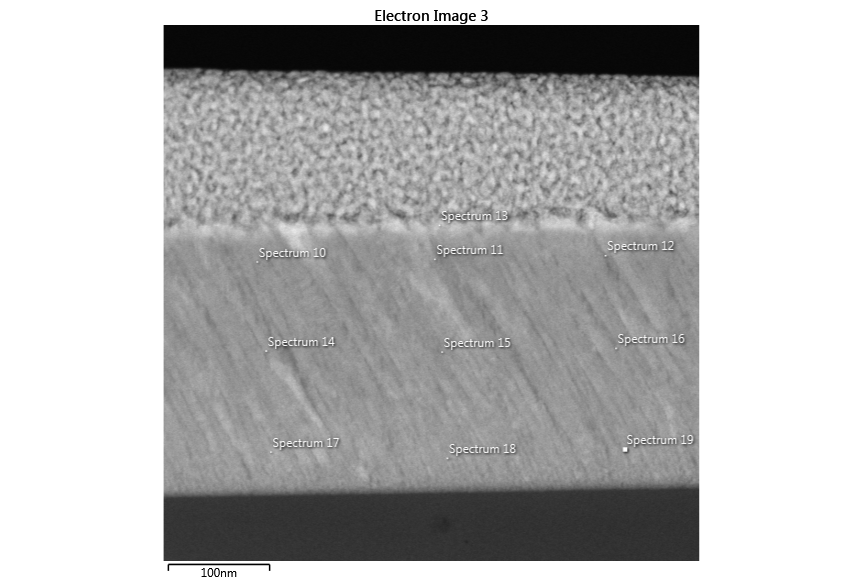 Electron Image 3
Spectrum 13
Spectrum 10
Spectrum 11
Spectrum 12
Spectrum 14
Spectrum 15
Spectrum 16
Spectrum 17
Spectrum 18
Spectrum 19
100nm